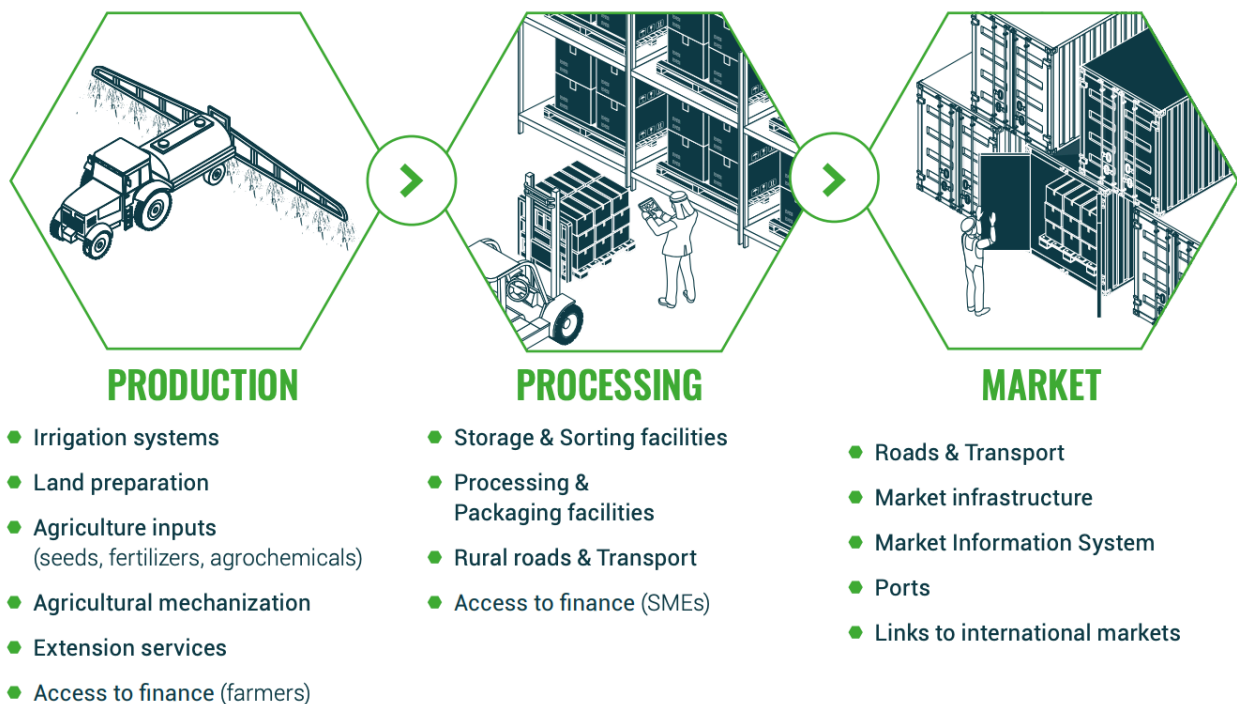 PRODUCTION
Irrigation systems
Land preparation
Agriculture inputs
(seeds, fertilizers, agrochemicals)
Agricultural mechanization
Extension services
Access to finance (farmers)
PROCESSING
Storage & Sorting facilities
Processing &
Packaging facilities
Rural roads & Transport
Access to finance (SMEs)
MARKET
Roads & Transport
Market infrastructure
Market Information System
Ports
Links to international markets